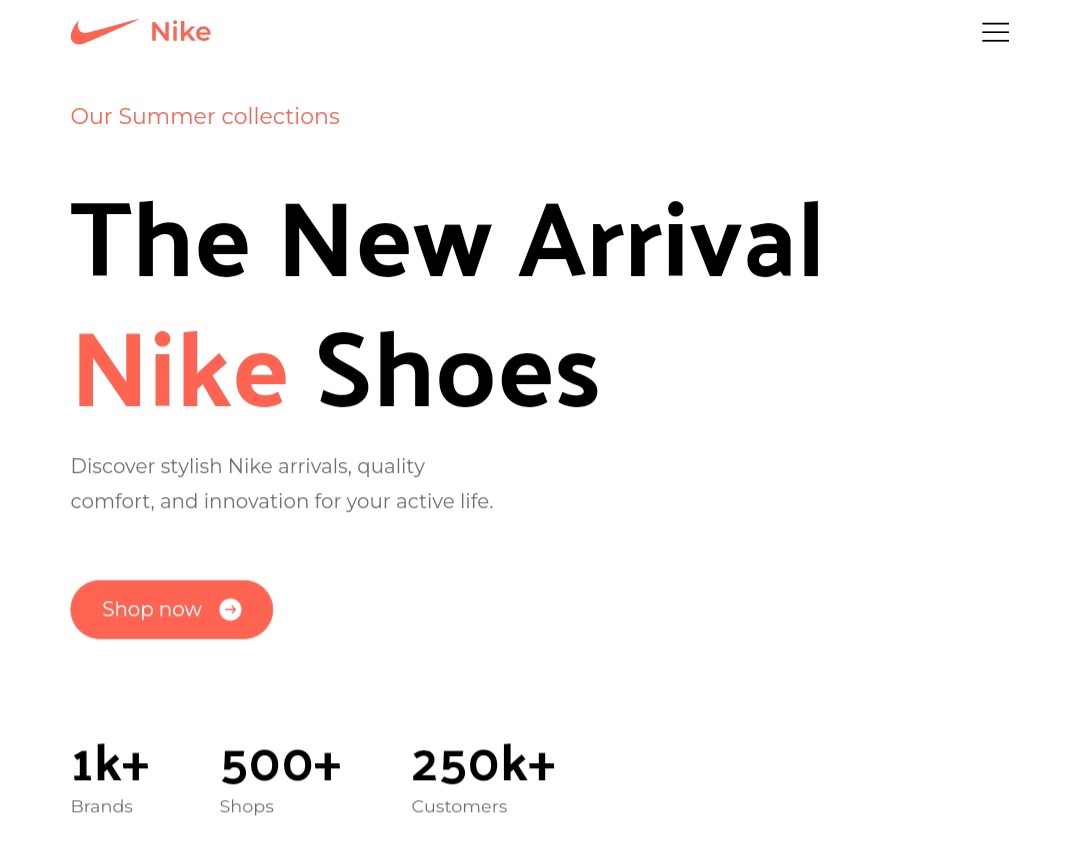 Nike
Our Summer collections
The New Arrival
Nike Shoes
Discover stylish Nike arrivals, quality
comfort, and innovation for your active life.
Shop now
1k+ 500+ 250k+
Brands Shops Customers